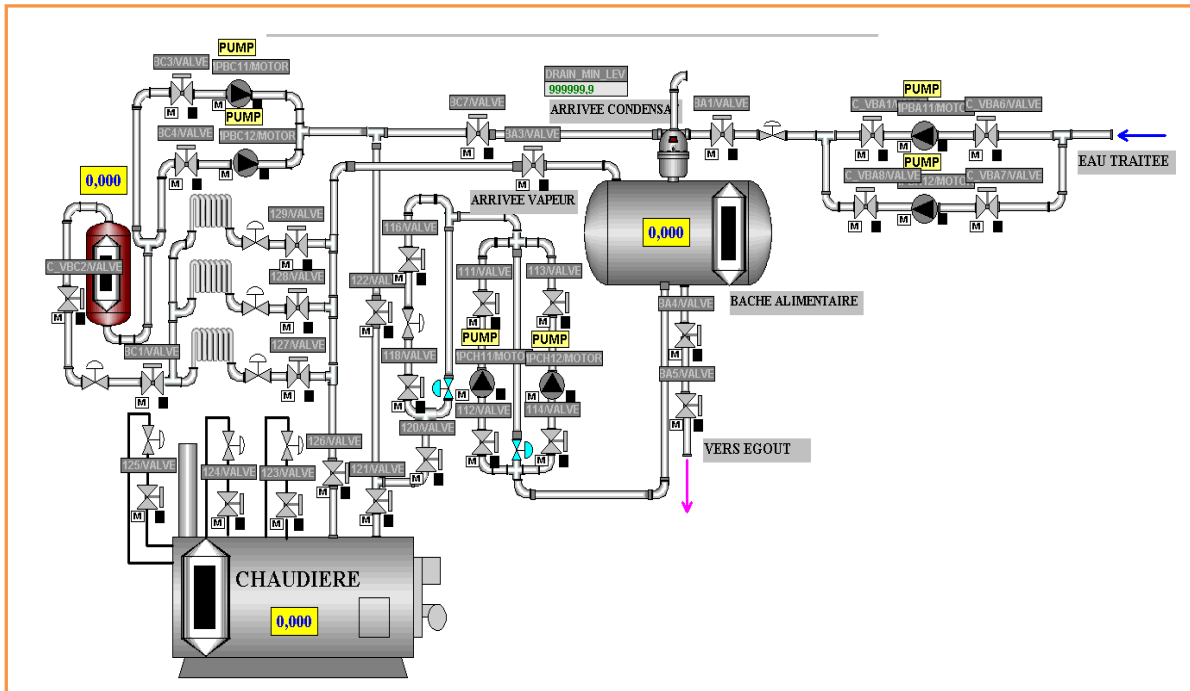 PUMP
BC3/VALVE
1PBC11/MOTOR
M
PUMP
BC4/VALVE
1PBC12/MOTOR
M
DRAIN_MIN_LEV
999999,9
ARRIVEE CONDENSA
BC7/VALVE
M
BA3/VALVE
M
BA1/VALVE
M
PUMP
C_VBA1/
1PBA11/MOTOR
C_VBA6/VALVE
M
M
M
PUMP
C_VBA8/VALVE
C_VBA7/VALVE
M
M
M
EAU TRAITEE
ARRIVEE VAPEUR
0,000
C_VBC2/VALVE
M
BC1/VALVE
M
129/VALVE
M
128/VALVE
M
127/VALVE
M
116/VALVE
M
122/
M
118/VALVE
M
120/VALVE
M
111/VALVE
M
113/VALVE
M
PUMP
PUMP
1PCH11/MOTOR
1PCH12/MOTOR
M
M
112/VALVE
114/VALVE
M
M
0,000
BACHE ALIMENTAIRE
BA4/VALVE
M
BA5/VALVE
M
VERS EGOUT
125/VALVE
M
124/VALVE
M
123/VALVE
M
126/VALVE
M
121/VALVE
M
CHAUDIERE
0,000